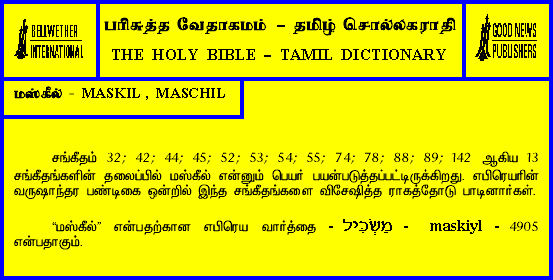 BELLWETHER
INTERNATIONAL
பரிசுத்த வேதாகமம் – தமிழ் சொல்லகராதி
THE HOLY BIBLE – TAMIL DICTIONARY
GOOD NEWS
PUBLISHERS
மஸ்கீல் - MASKIL , MASCHIL
சங்கீதம் 32; 42; 44; 45; 52; 53; 54; 55; 74; 78; 88; 89; 142 ஆகிய 13
சங்கீதங்களின் தலைப்பில் மஸ்கீல் என்னும் பெயர் பயன்படுத்தப்பட்டிருக்கிறது. எபிரெயரின்
வருஷாந்தர பண்டிகை ஒன்றில் இந்த சங்கீதங்களை விசேஷித்த ராகத்தோடு பாடினார்கள்.
“மஸ்கீல்” என்பதற்கான எபிரெய வார்த்தை - מַשְׂכִּיל - maskiyl - 4905
என்பதாகும்.